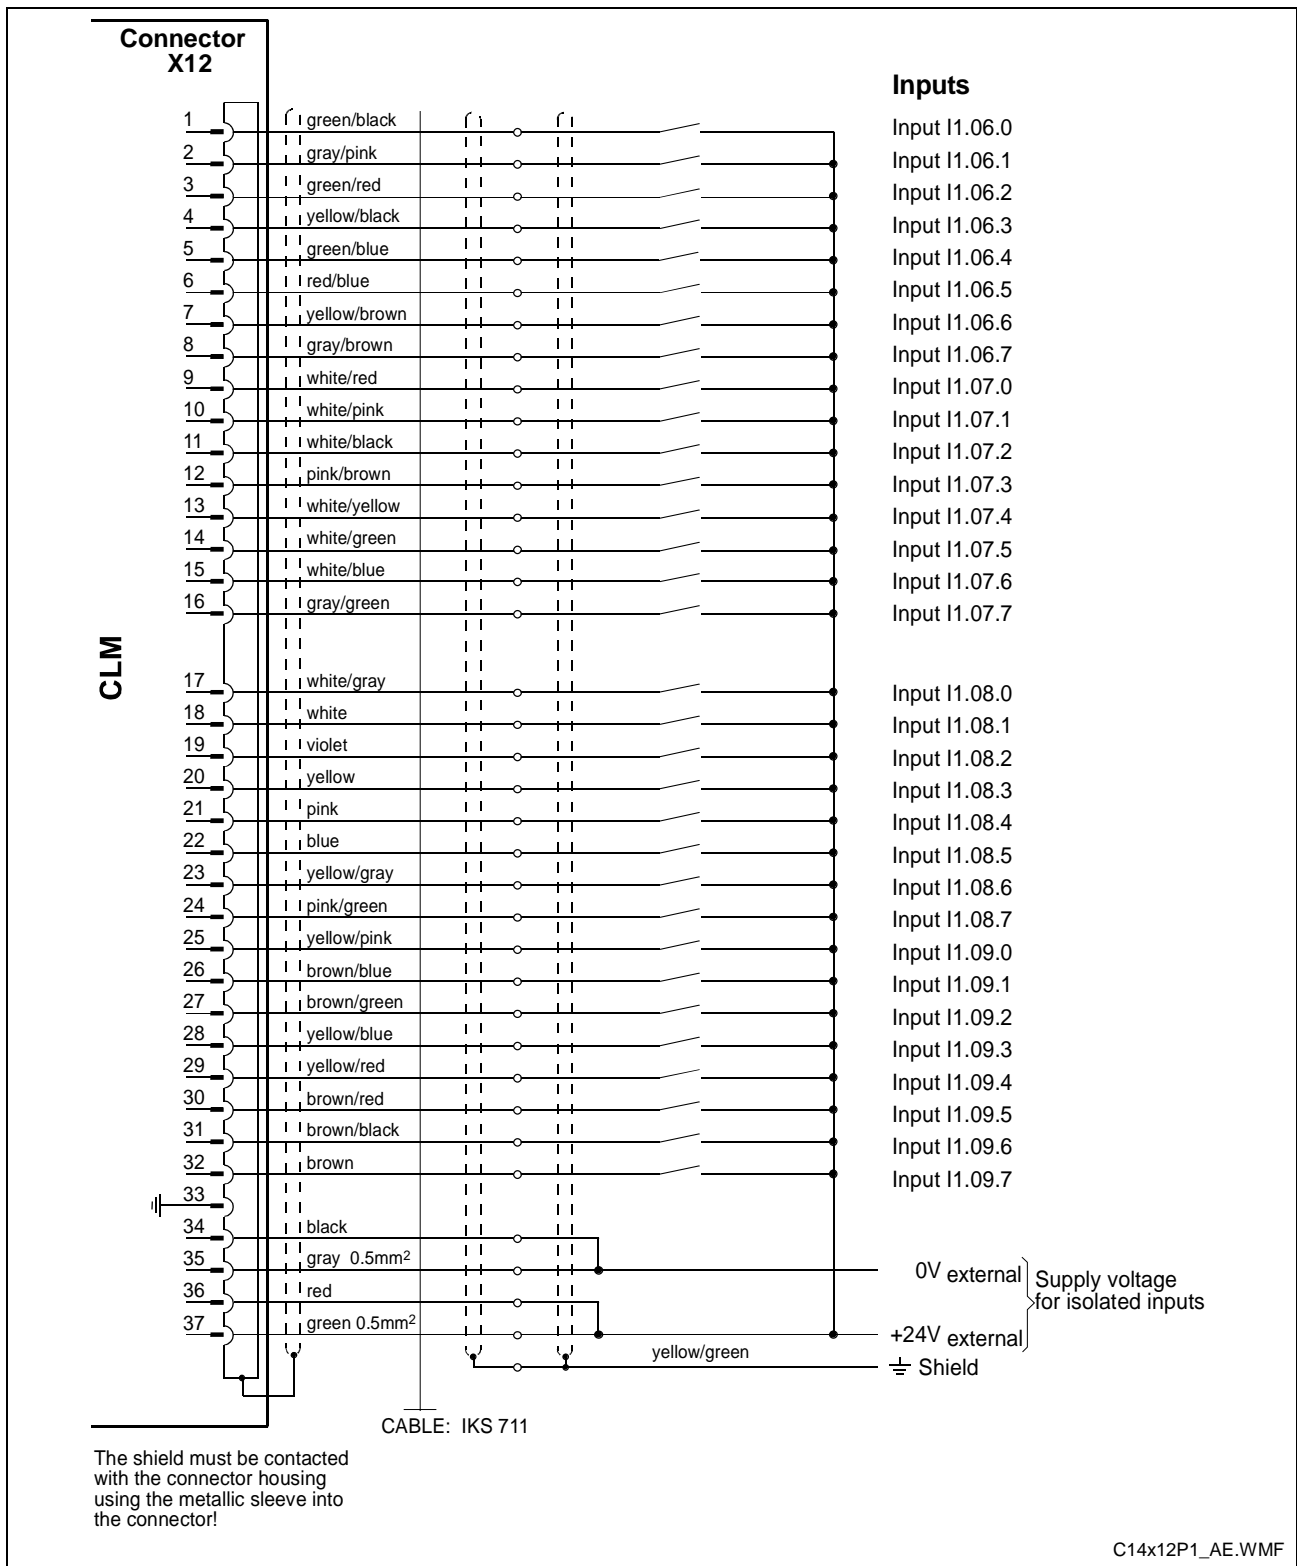 Connector
X12
Inputs
1 green/black Input I1.06.0
2 gray/pink Input I1.06.1
3 green/red Input I1.06.2
4 yellow/black Input I1.06.3
5 green/blue Input I1.06.4
6 red/blue Input I1.06.5
7 yellow/brown Input I1.06.6
8 gray/brown Input I1.06.7
9 white/red Input I1.07.0
10 white/pink Input I1.07.1
11 white/black Input I1.07.2
12 pink/brown Input I1.07.3
13 white/yellow Input I1.07.4
14 white/green Input I1.07.5
15 white/blue Input I1.07.6
16 gray/green Input I1.07.7
CLM
17 white/gray Input I1.08.0
18 white Input I1.08.1
19 violet Input I1.08.2
20 yellow Input I1.08.3
21 pink Input I1.08.4
22 blue Input I1.08.5
23 yellow/gray Input I1.08.6
24 pink/green Input I1.08.7
25 yellow/pink Input I1.09.0
26 brown/blue Input I1.09.1
27 brown/green Input I1.09.2
28 yellow/blue Input I1.09.3
29 yellow/red Input I1.09.4
30 brown/red Input I1.09.5
31 brown/black Input I1.09.6
32 brown Input I1.09.7
33
34 black
35 gray 0.5mm² 0V external
36 red
37 green 0.5mm² +24V external
Supply voltage
for isolated inputs
yellow/green Shield
CABLE: IKS 711
The shield must be contacted
with the connector housing
using the metallic sleeve into
the connector!
C14x12P1_AE.WMF